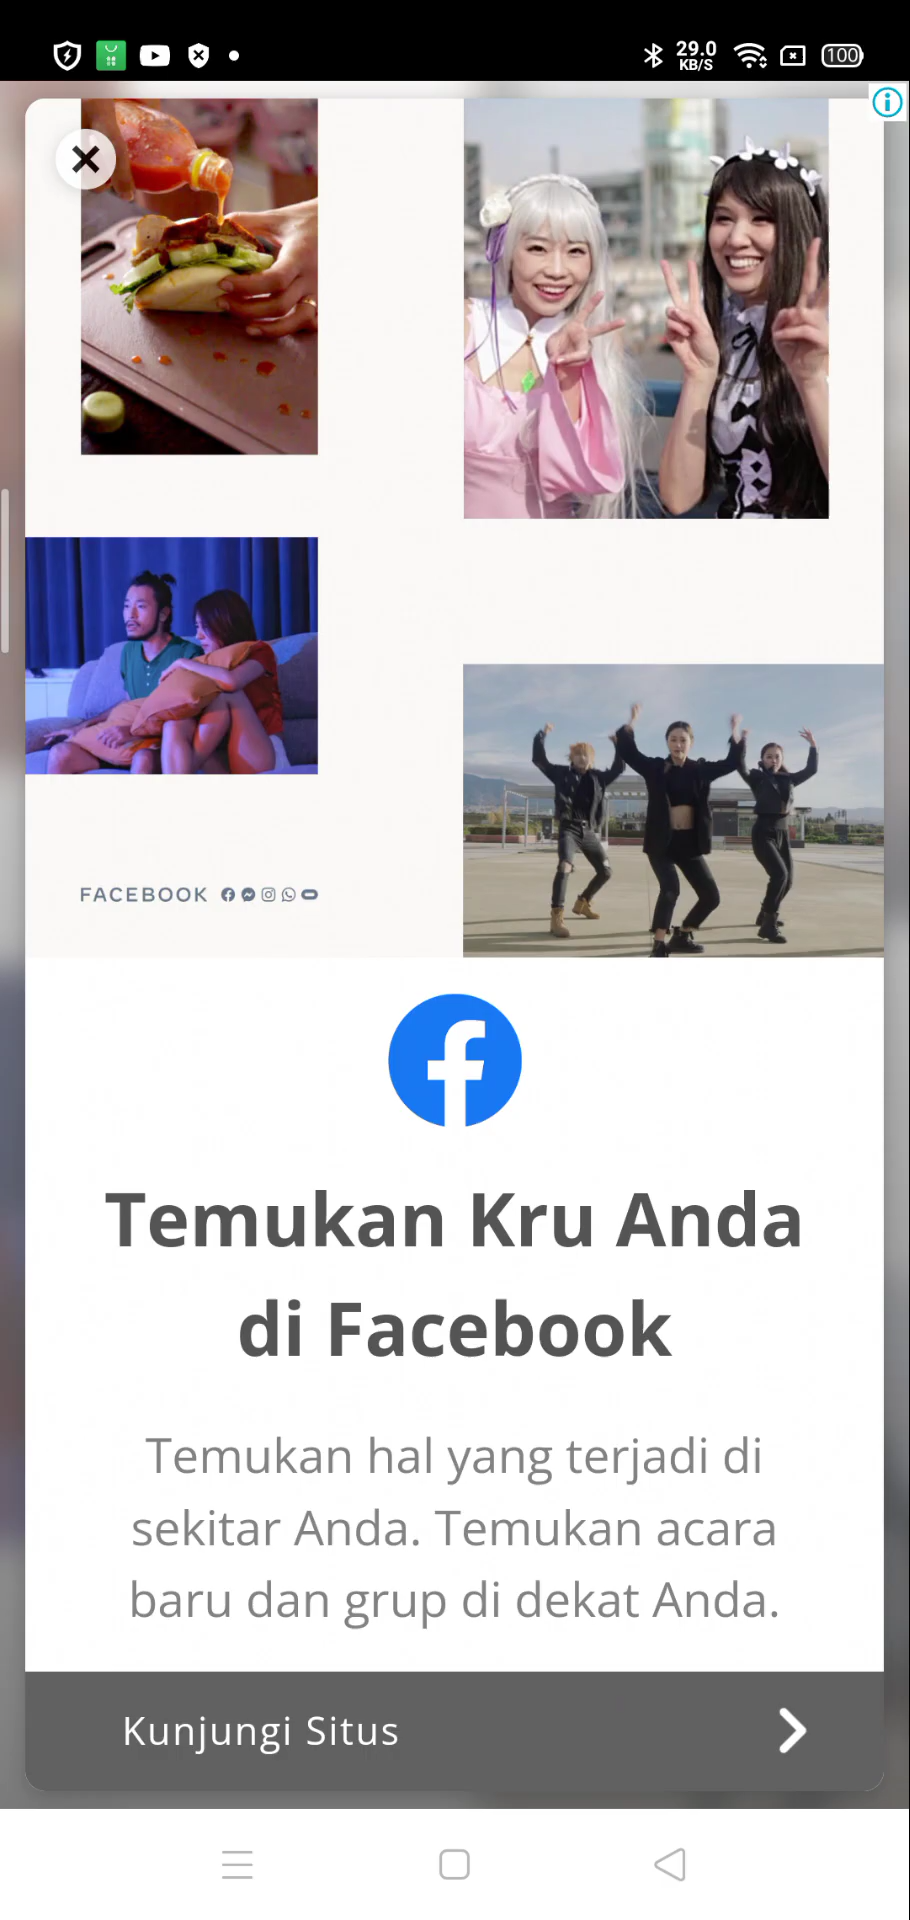 29.0
KB/S
100
FACEBOOK
Temukan Kru Anda
di Facebook
Temukan hal yang terjadi di
sekitar Anda. Temukan acara
baru dan grup di dekat Anda.
Kunjungi Situs